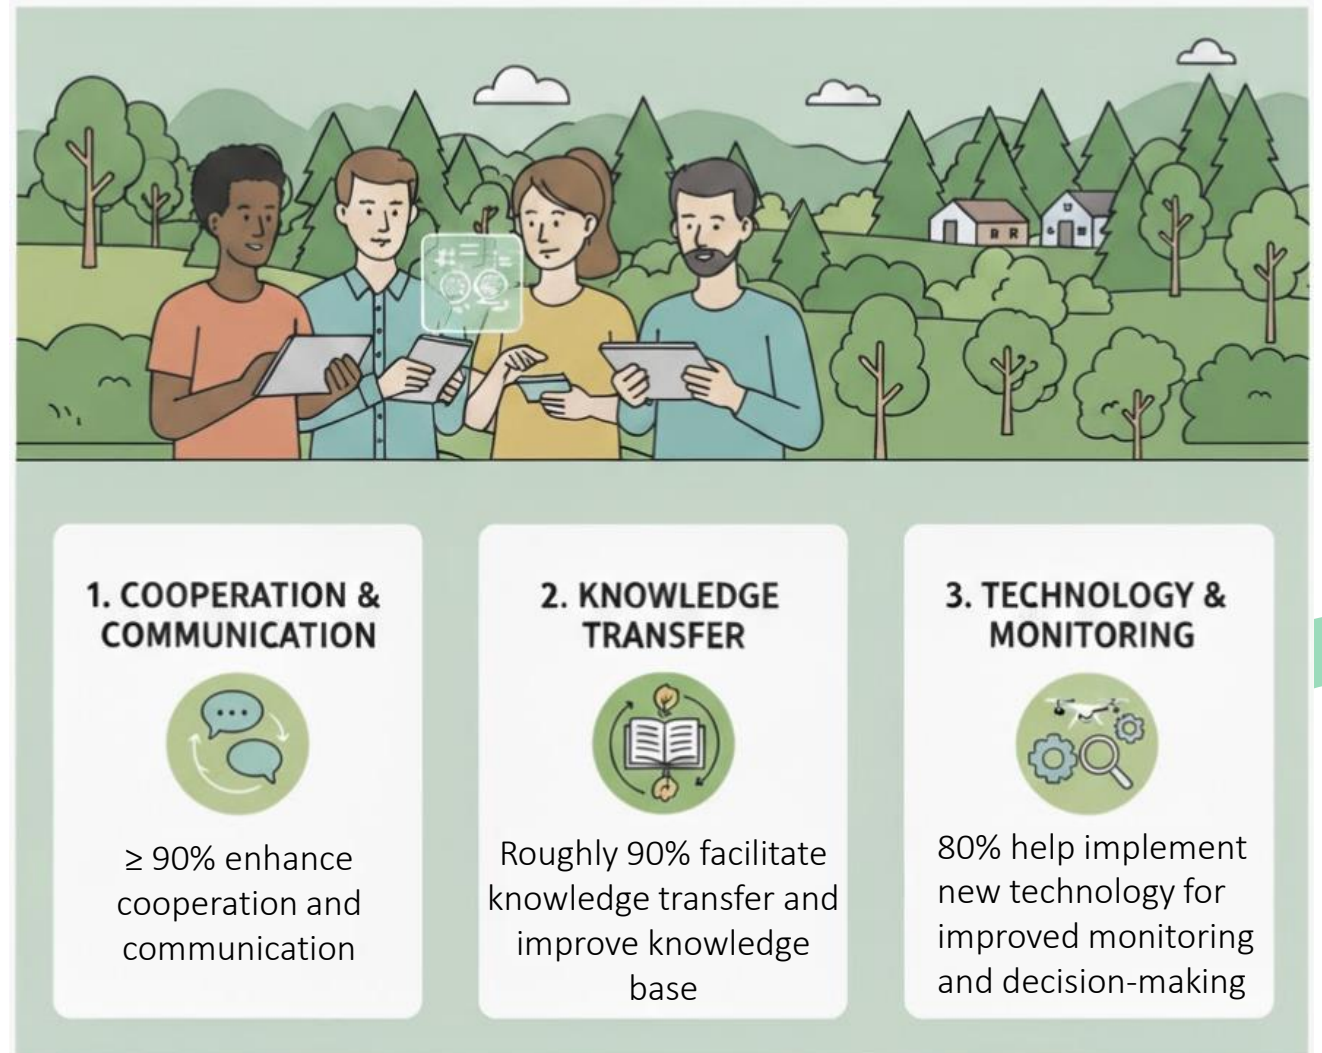 1. COOPERATION &
COMMUNICATION
≥ 90% enhance
cooperation and
communication
2. KNOWLEDGE
TRANSFER
Roughly 90% facilitate
knowledge transfer and
improve knowledge
base
3. TECHNOLOGY &
MONITORING
80% help implement
new technology for
improved monitoring
and decision-making